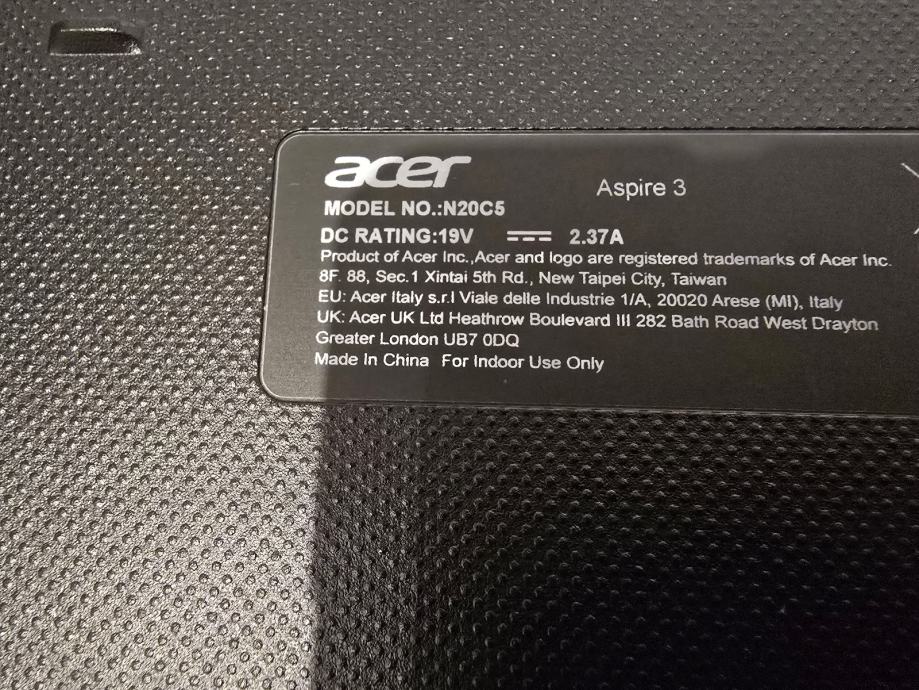 acer
Aspire 3
MODEL NO.:N20C5
DC RATING:19V 2.37A
Product of Acer Inc.,Acer and logo are registered trademarks of Acer Inc.
8F. 88, Sec.1 Xintai 5th Rd., New Taipei City, Taiwan
EU: Acer Italy s.r.l Viale delle Industrie 1/A, 20020 Arese (MI), Italy
UK: Acer UK Ltd Heathrow Boulevard III 282 Bath Road West Drayton
Greater London UB7 0DQ
Made In China For Indoor Use Only